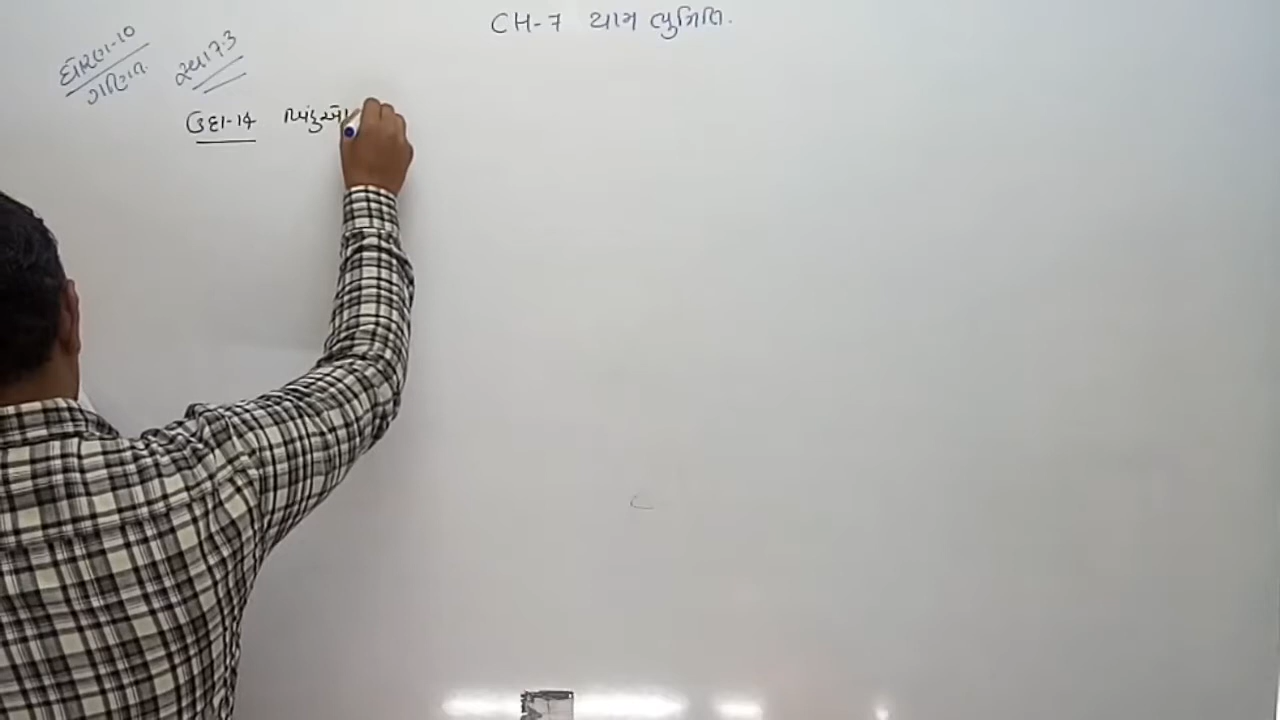 CH-7 યામ ભૂમિતિ.
ધોરણ-10
ગણિત.
સ્વા 7.3
ઉદા-14 બિંદુઓ